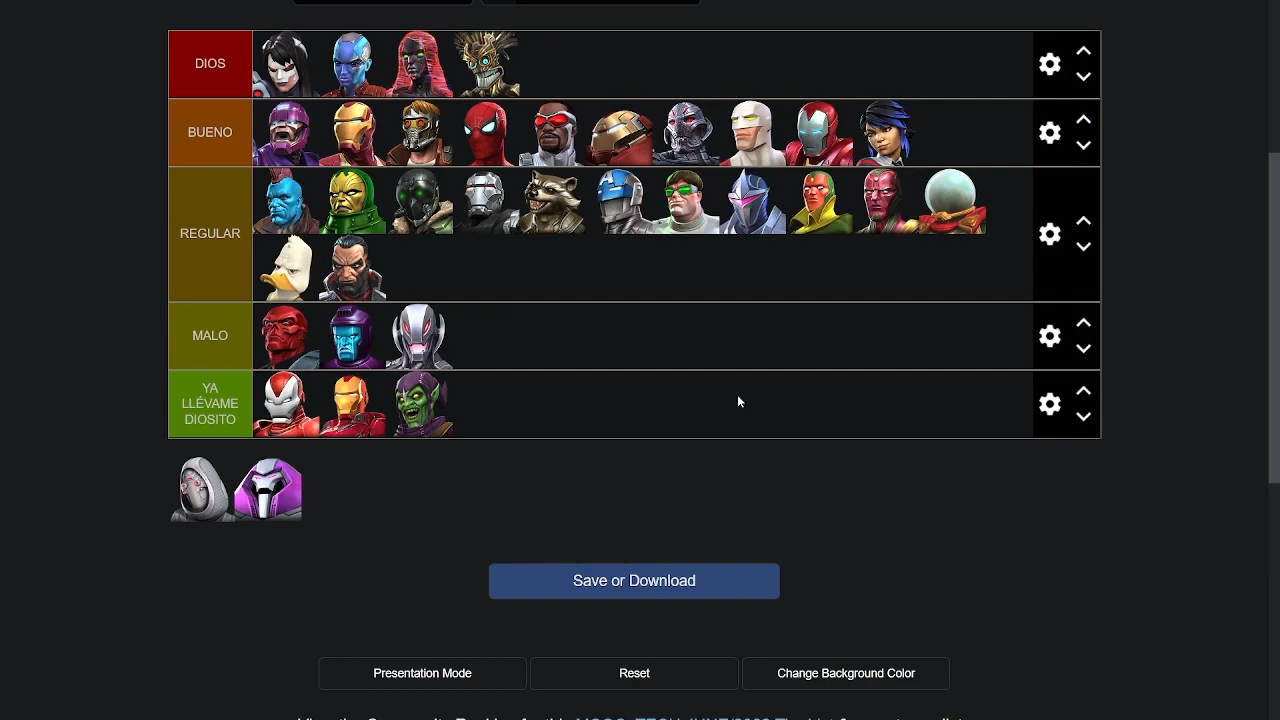 DIOS
BUENO
REGULAR
MALO
YA
LLÉVAME
DIOSITO
Save or Download
Presentation Mode
Reset
Change Background Color